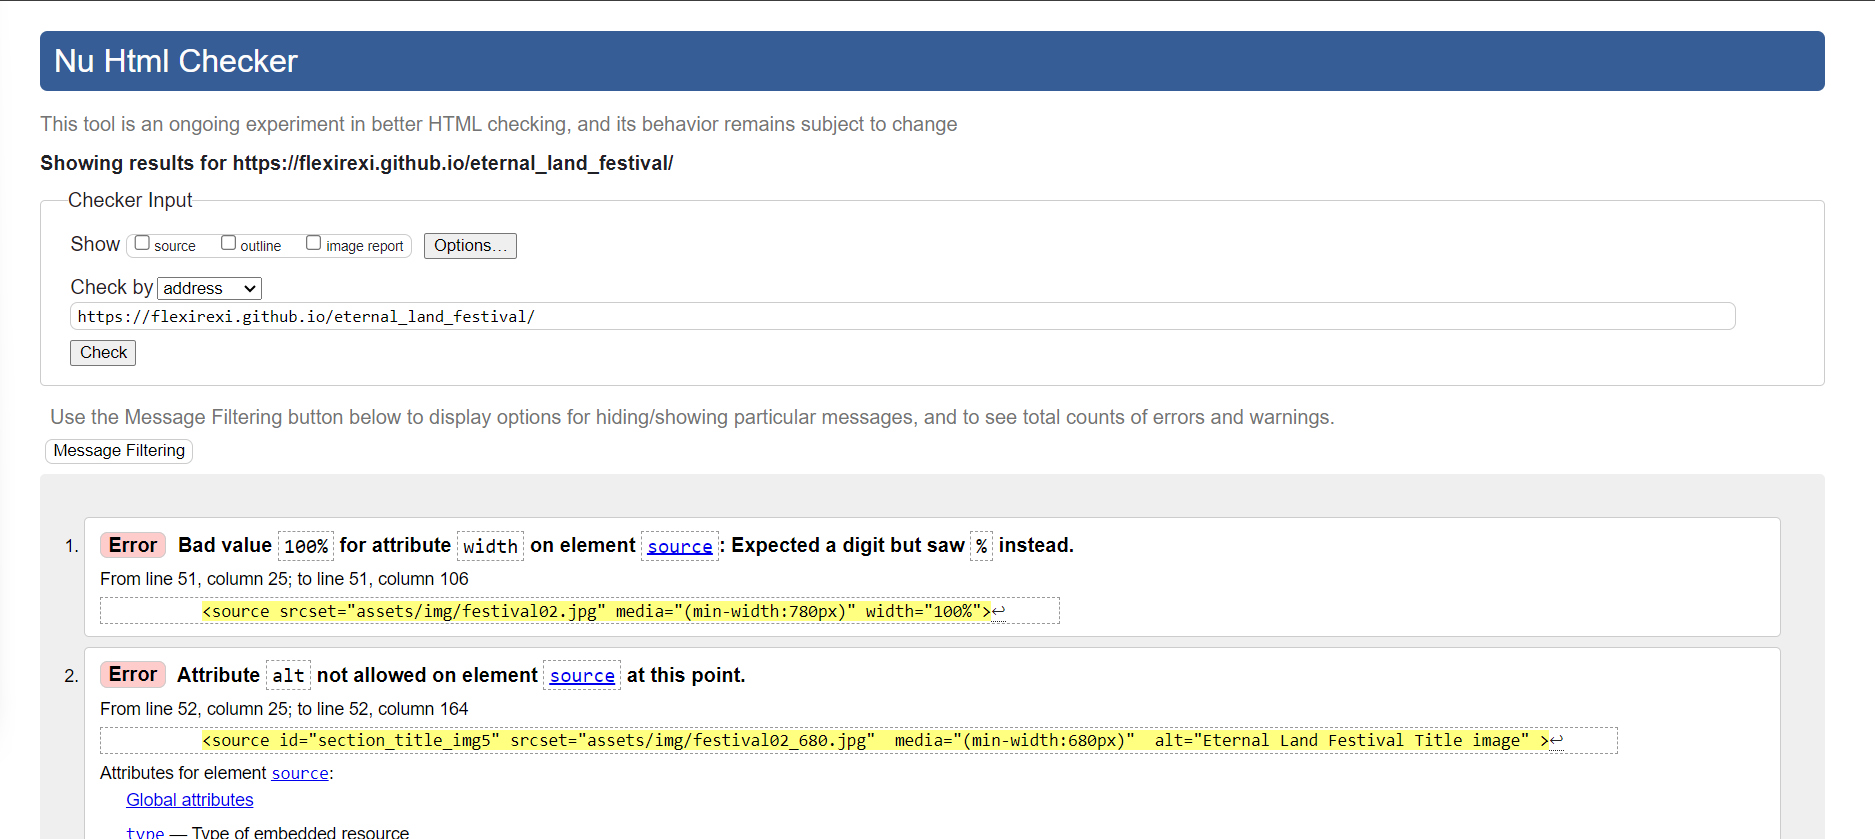 Nu Html Checker
This tool is an ongoing experiment in better HTML checking, and its behavior remains subject to change
Showing results for https://flexirexi.github.io/eternal_land_festival/
Checker Input
Show source outline image report Options...
Check by address
https://flexirexi.github.io/eternal_land_festival/
Check
Use the Message Filtering button below to display options for hiding/showing particular messages, and to see total counts of errors and warnings.
Message Filtering
1. Error Bad value 100% for attribute width on element source: Expected a digit but saw % instead.
From line 51, column 25; to line 51, column 106
<source srcset="assets/img/festival02.jpg" media="(min-width:780px)" width="100%">↩
2. Error Attribute alt not allowed on element source at this point.
From line 52, column 25; to line 52, column 164
<source id="section_title_img5" srcset="assets/img/festival02_680.jpg"  media="(min-width:680px)"  alt="Eternal Land Festival Title image" >↩
Attributes for element source:
Global attributes
type — Type of embedded resource